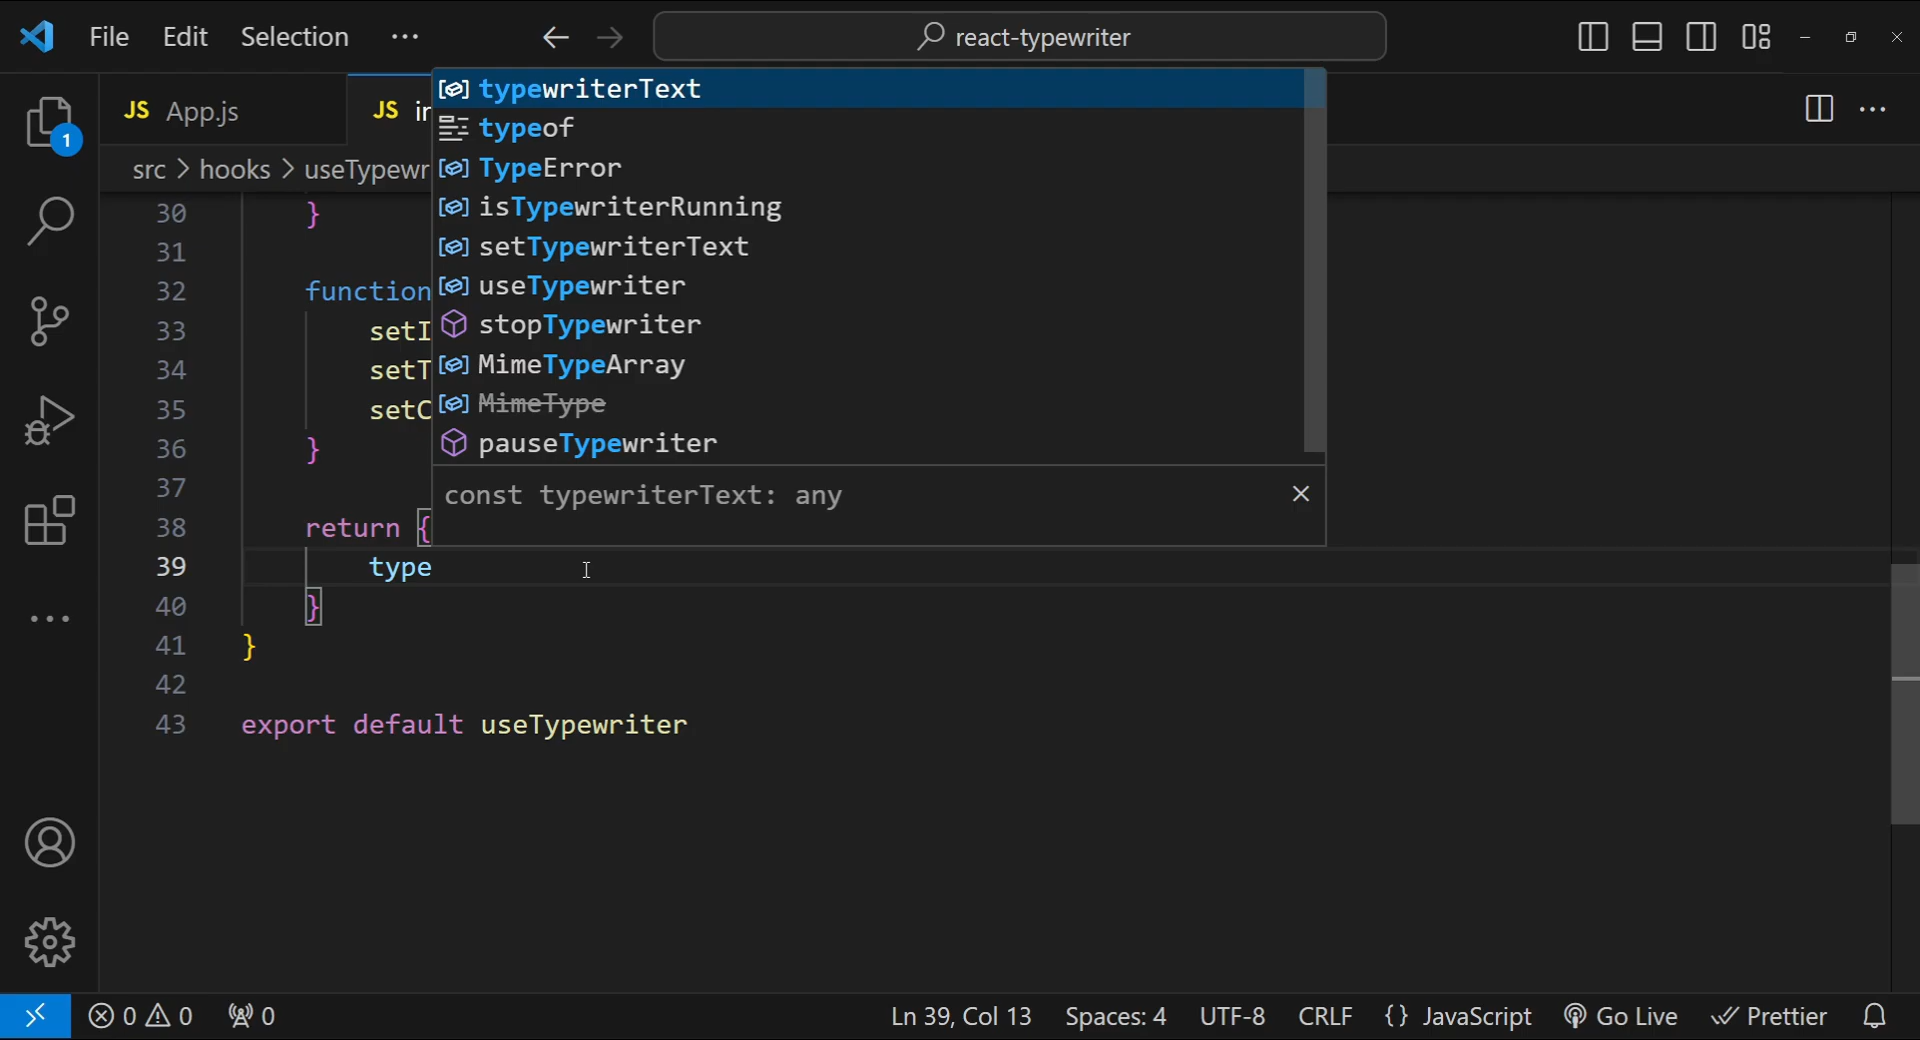 File Edit Selection ··· react-typewriter
JS App.js JS in
src > hooks > useTypewr
typewriterText
typeof
TypeError
isTypewriterRunning
setTypewriterText
useTypewriter
stopTypewriter
MimeTypeArray
MimeType
pauseTypewriter
const typewriterText: any
1
30 }
31
32 function
33 setI
34 setT
35 setC
36 }
37
38 return {
39 type
40 }
41 }
42
43 export default useTypewriter
0 0 0 Ln 39, Col 13 Spaces: 4 UTF-8 CRLF {} JavaScript Go Live Prettier